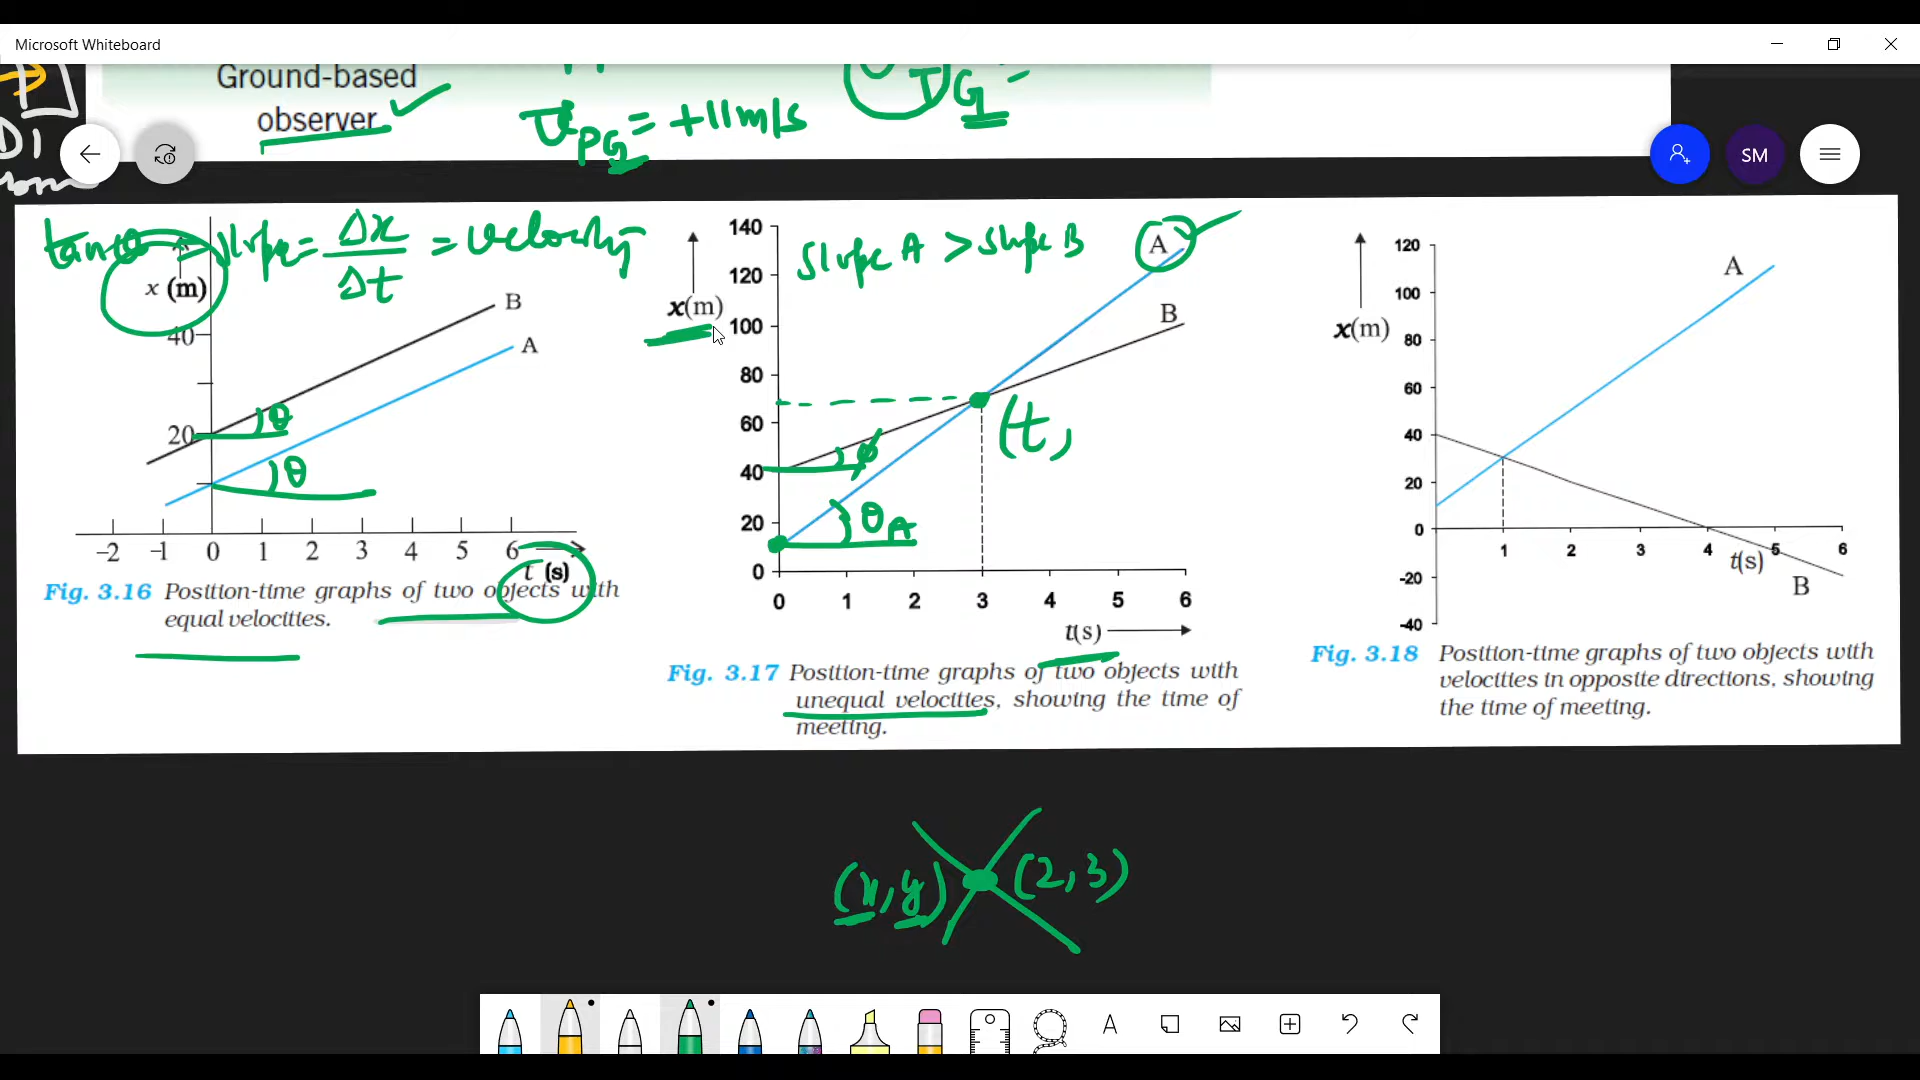 Microsoft Whiteboard
Ground-based
observer
v PG = +11m/s
TG =
SM
tanθ = slope = Δx/Δt = velocity
x (m)
40
20
B
A
θ
θ
-2 -1 0 1 2 3 4 5 6
t (s)
Fig. 3.16 Position-time graphs of two objects with
equal velocities.
slope A > slope B
x(m)
140
120
100
80
60
40
20
0
A
B
(t,
θ
θA
0 1 2 3 4 5 6
t(s)
Fig. 3.17 Position-time graphs of two objects with
unequal velocities, showing the time of
meeting.
x(m)
120
100
80
60
40
20
0
-20
-40
A
1 2 3 4 5 6
t(s)
B
Fig. 3.18 Position-time graphs of two objects with
velocities in opposite directions, showing
the time of meeting.
(x,y) (2,3)
A